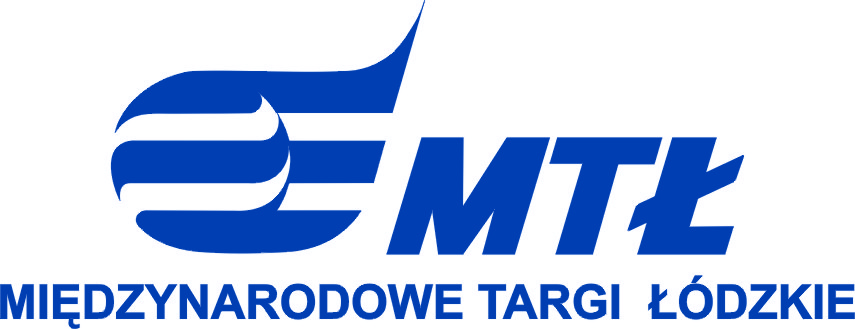 MTŁ
MIĘDZYNARODOWE TARGI ŁÓDZKIE